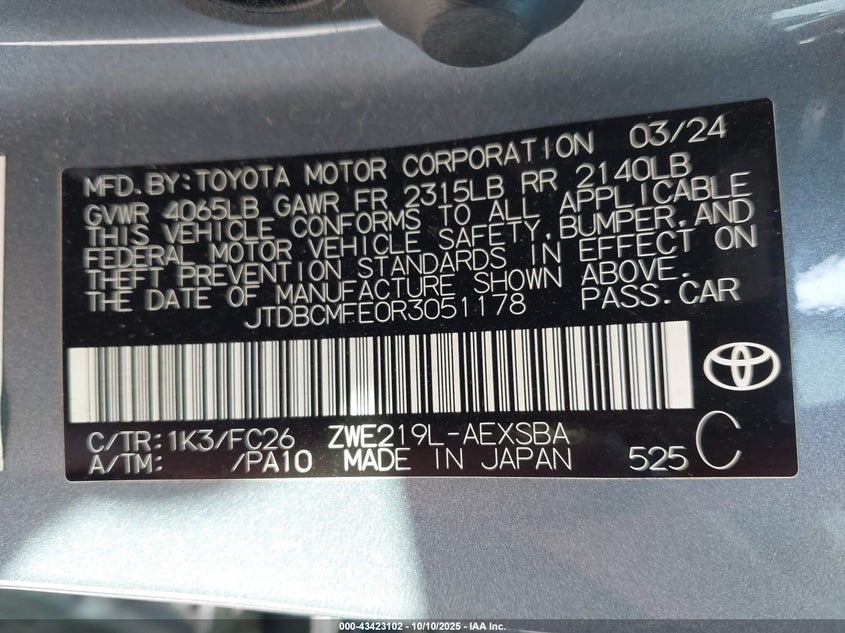 MFD.BY:TOYOTA MOTOR CORPORATION 03/24
GVWR 4065LB GAWR FR 2315LB RR 2140LB
THIS VEHICLE CONFORMS TO ALL APPLICABLE
FEDERAL MOTOR VEHICLE SAFETY,BUMPER,AND
THEFT PREVENTION STANDARDS IN EFFECT ON
THE DATE OF MANUFACTURE SHOWN ABOVE.
JTDBCMFE0R3051178 PASS.CAR
C/TR:1K3/FC26 ZWE219L-AEXSBA
A/TM: /PA10 MADE IN JAPAN 525 C
000-43423102 - 10/10/2025 - IAA Inc.